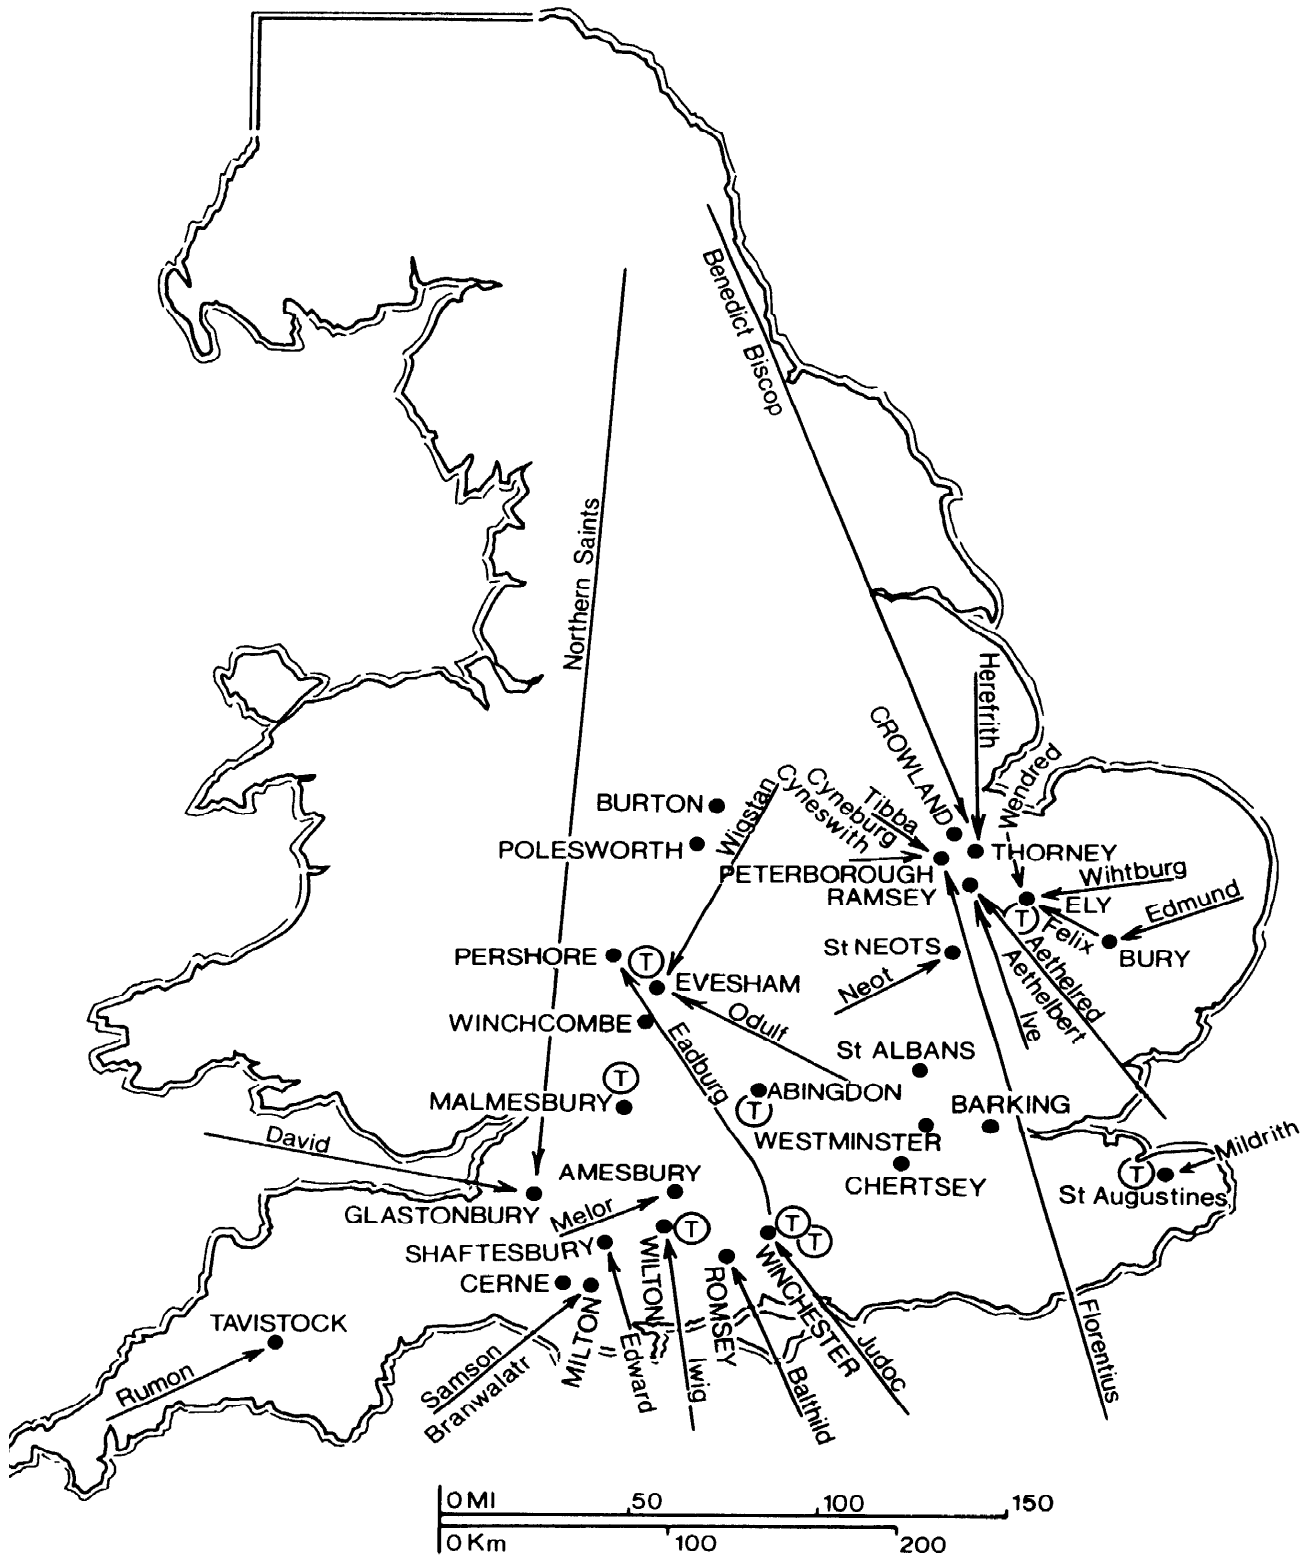 Benedict Biscop
Northern Saints
Herefrith
CROWLAND
Wendred
Wigstan
Cyneswith
Cyneburg
Tibba
BURTON
POLESWORTH
THORNEY
PETERBOROUGH
RAMSEY
Wihtburg
ELY
Edmund
T
Felix
BURY
St NEOTS
Neot
Aethelred
Aethelbert
Ive
PERSHORE
T
EVESHAM
Odulf
WINCHCOMBE
Eadburg
St ALBANS
T
MALMESBURY
ABINGDON
T
BARKING
WESTMINSTER
CHERTSEY
David
AMESBURY
Mildrith
T
St Augustines
GLASTONBURY
Melor
SHAFTESBURY
WILTON
T
T
T
WINCHESTER
ROMSEY
CERNE
MILTON
TAVISTOCK
Rumon
Samson
Branwalatr
Edward
Iwig
Balthild
Judoc
Florentius
0 MI 50 100 150
0 Km 100 200